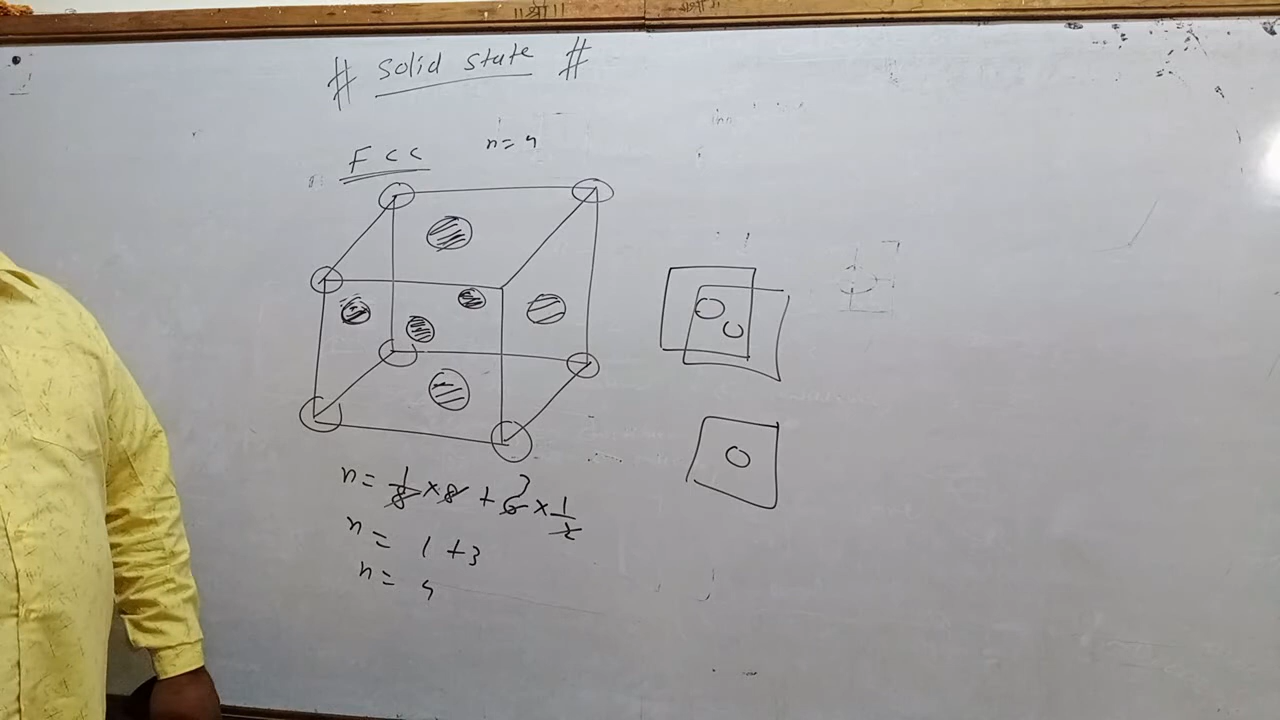 # Solid state #
FCC n=4
n= 1/8 × 8 + 6 × 1/2
n= 1 + 3
n= 4